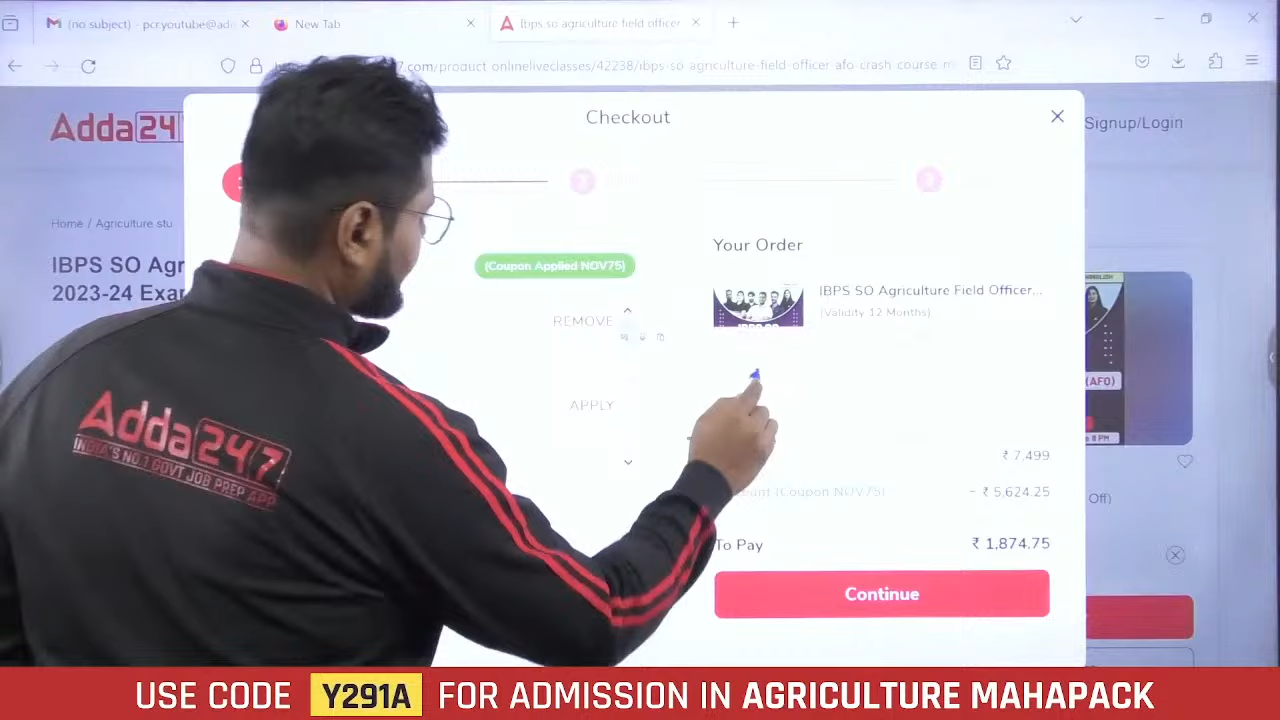 (no subject) - pcr.youtube@ad
New Tab
Ibps so agriculture field officer
7.com/product-onlineliveclasses/42238/ibps-so-agriculture-field-officer-afo-crash-course-m
Adda24
Checkout
Signup/Login
Home / Agriculture stu
IBPS SO Agr
2023-24 Exa
(Coupon Applied NOV75)
REMOVE
APPLY
Your Order
IBPS SO Agriculture Field Officer...
(Validity 12 Months)
(AFO)
₹ 7,499
(Coupon NOV75)
- ₹ 5,624.25
Off)
To Pay
₹ 1,874.75
Continue
Adda247
INDIA'S NO.1 GOVT JOB PREP APP
USE CODE Y291A FOR ADMISSION IN AGRICULTURE MAHAPACK